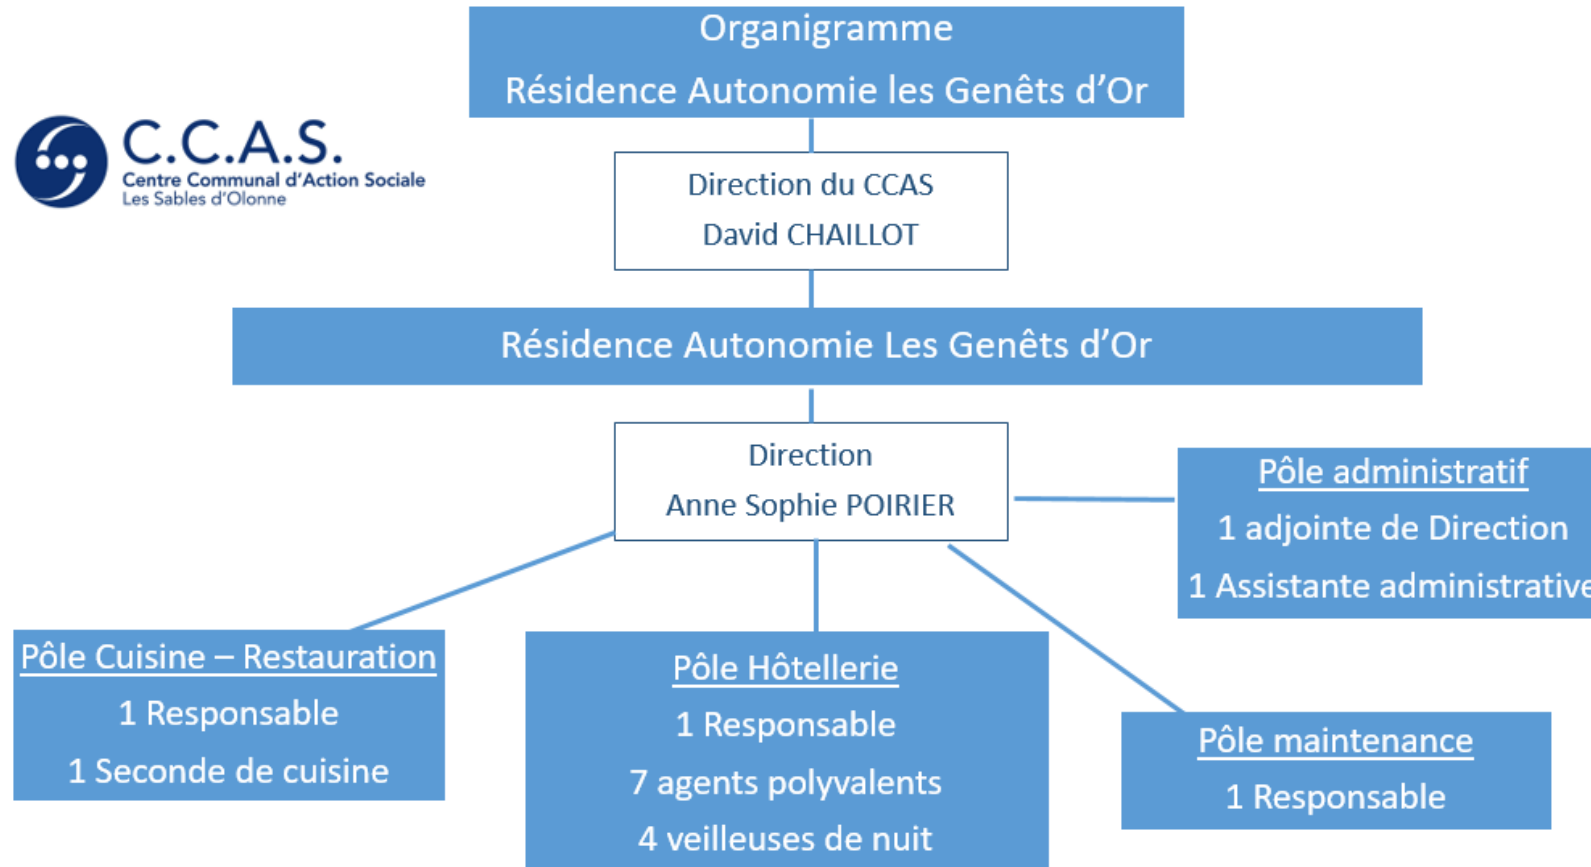 Organigramme
Résidence Autonomie les Genêts d'Or
C.C.A.S.
Centre Communal d'Action Sociale
Les Sables d'Olonne
Direction du CCAS
David CHAILLOT
Résidence Autonomie Les Genêts d'Or
Direction
Anne Sophie POIRIER
Pôle administratif
1 adjointe de Direction
1 Assistante administrative
Pôle Cuisine – Restauration
1 Responsable
1 Seconde de cuisine
Pôle Hôtellerie
1 Responsable
7 agents polyvalents
4 veilleuses de nuit
Pôle maintenance
1 Responsable